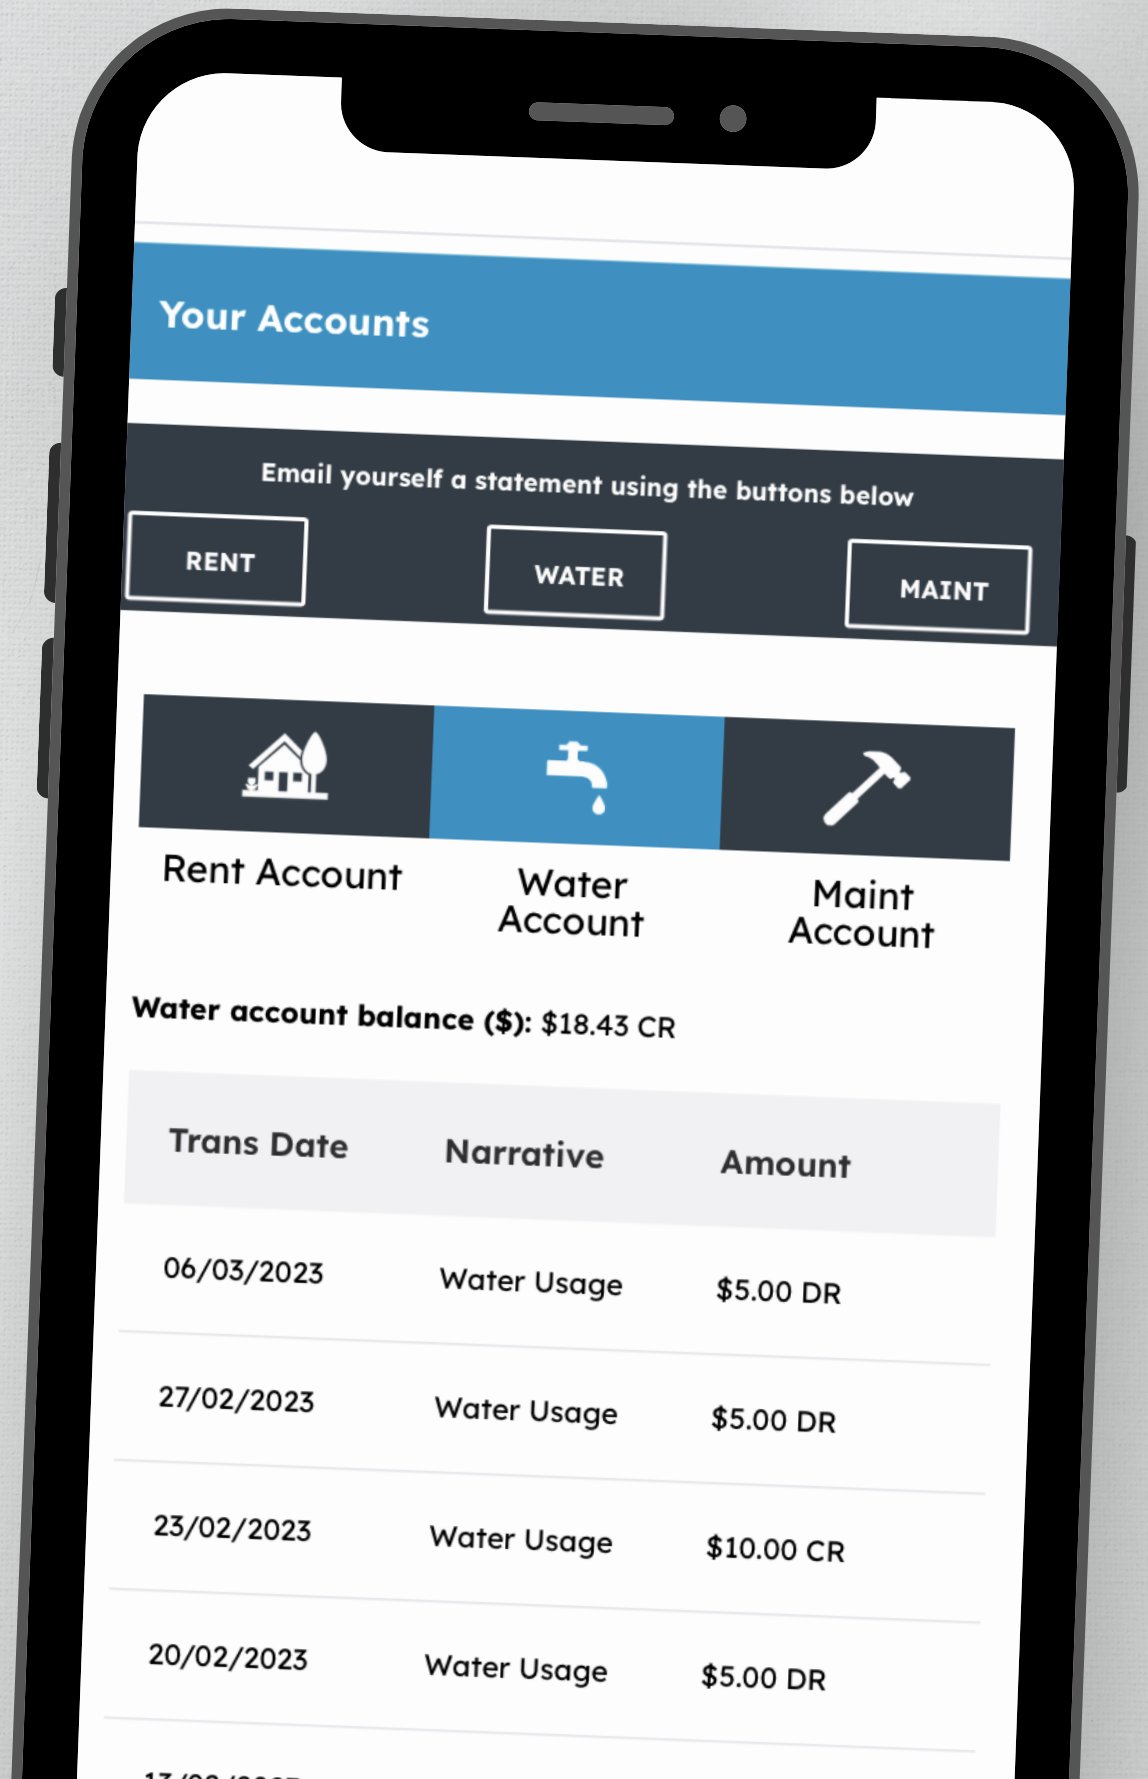 Your Accounts
Email yourself a statement using the buttons below
RENT WATER MAINT
Rent Account
Water
Account
Maint
Account
Water account balance ($): $18.43 CR
Trans Date Narrative Amount
06/03/2023 Water Usage $5.00 DR
27/02/2023 Water Usage $5.00 DR
23/02/2023 Water Usage $10.00 CR
20/02/2023 Water Usage $5.00 DR